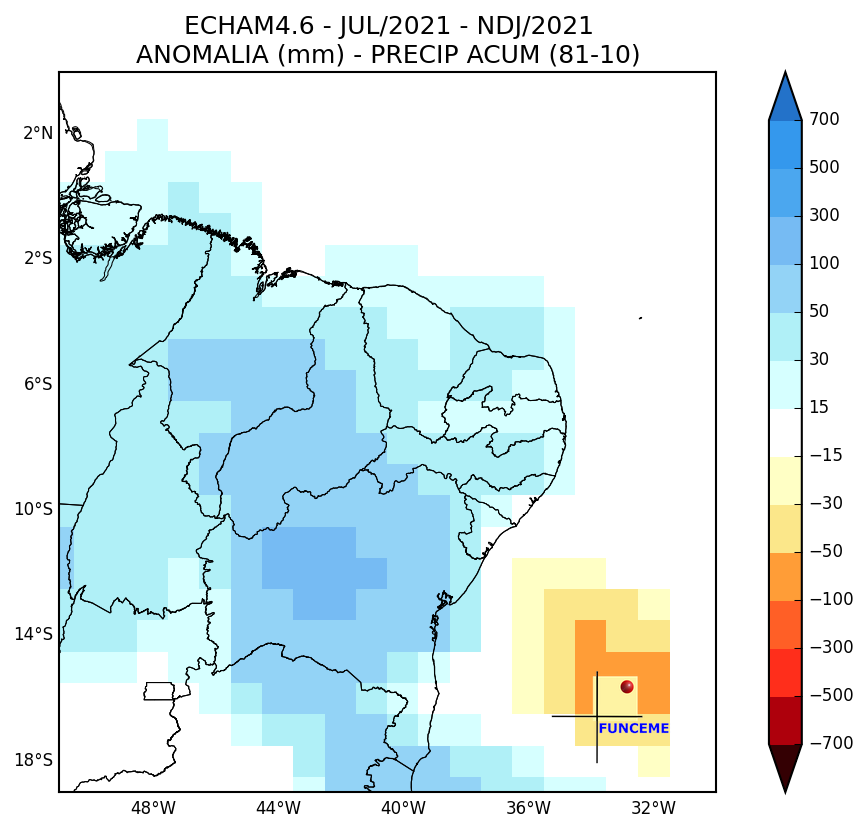 ECHAM4.6 - JUL/2021 - NDJ/2021
ANOMALIA (mm) - PRECIP ACUM (81-10)
2°N
2°S
6°S
10°S
14°S
18°S
48°W
44°W
40°W
36°W
32°W
FUNCEME
700
500
300
100
50
30
15
−15
−30
−50
−100
−300
−500
−700